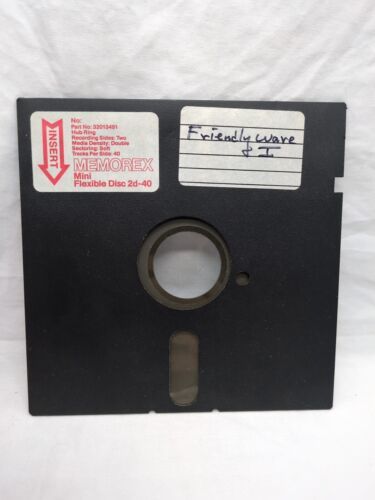 INSERT
No:
Part No: 32013491
Hub Ring
Recording Sides: Two
Media Density: Double
Sectoring: Soft
Tracks Per Side: 40
MEMOREX
Mini
Flexible Disc 2d-40
Friendly Ware
I